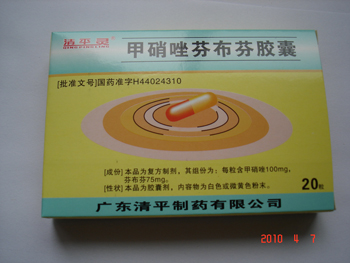 清平
甲硝唑芬布芬胶囊
[批准文号]国药准字H44024310
[成份]本品为复方制剂,其组份为:每粒含甲硝唑100mg,
芬布芬75mg。
[性状]本品为胶囊剂,内容物为白色或微黄色粉末。
20粒
广东清平制药有限公司
2010 4 7